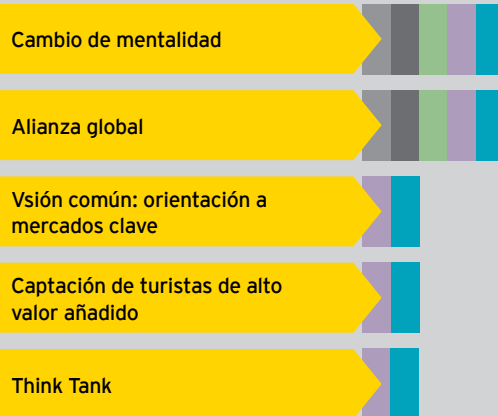 Cambio de mentalidad
Alianza global
Vsión común: orientación a
mercados clave
Captación de turistas de alto
valor añadido
Think Tank